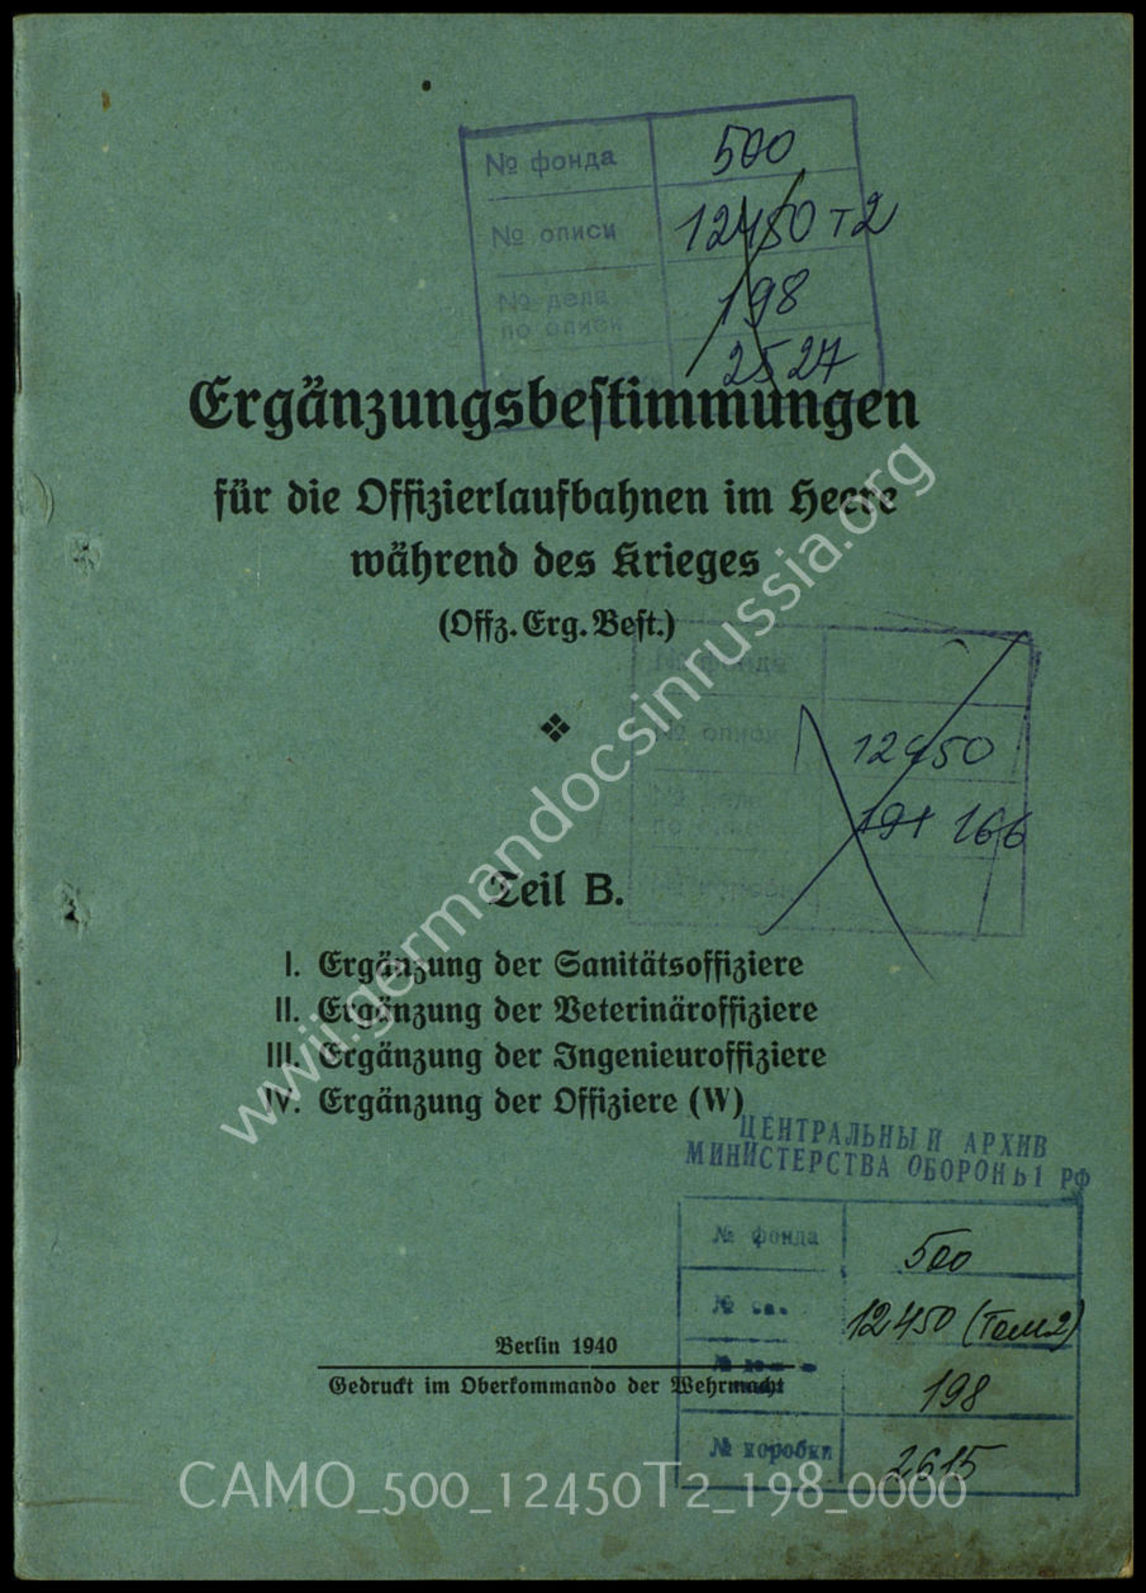 № фонда 500
№ описи 12450 т2
№ дела 198
по описи
2527
Ergänzungsbestimmungen
für die Offizierlaufbahnen im Heere
während des Krieges
(Offz. Erg. Best.)
12450
191 166
Teil B.
I. Ergänzung der Sanitätsoffiziere
II. Ergänzung der Veterinäroffiziere
III. Ergänzung der Ingenieuroffiziere
IV. Ergänzung der Offiziere (W)
ЦЕНТРАЛЬНЫЙ АРХИВ
МИНИСТЕРСТВА ОБОРОНЫ РФ
№ фонда 500
№ 12450 (Том 2)
198
№ коробки 2615
Berlin 1940
Gedruckt im Oberkommando der Wehrmacht
www.germandocsinrussia.org
CAMO_500_12450T2_198_0000